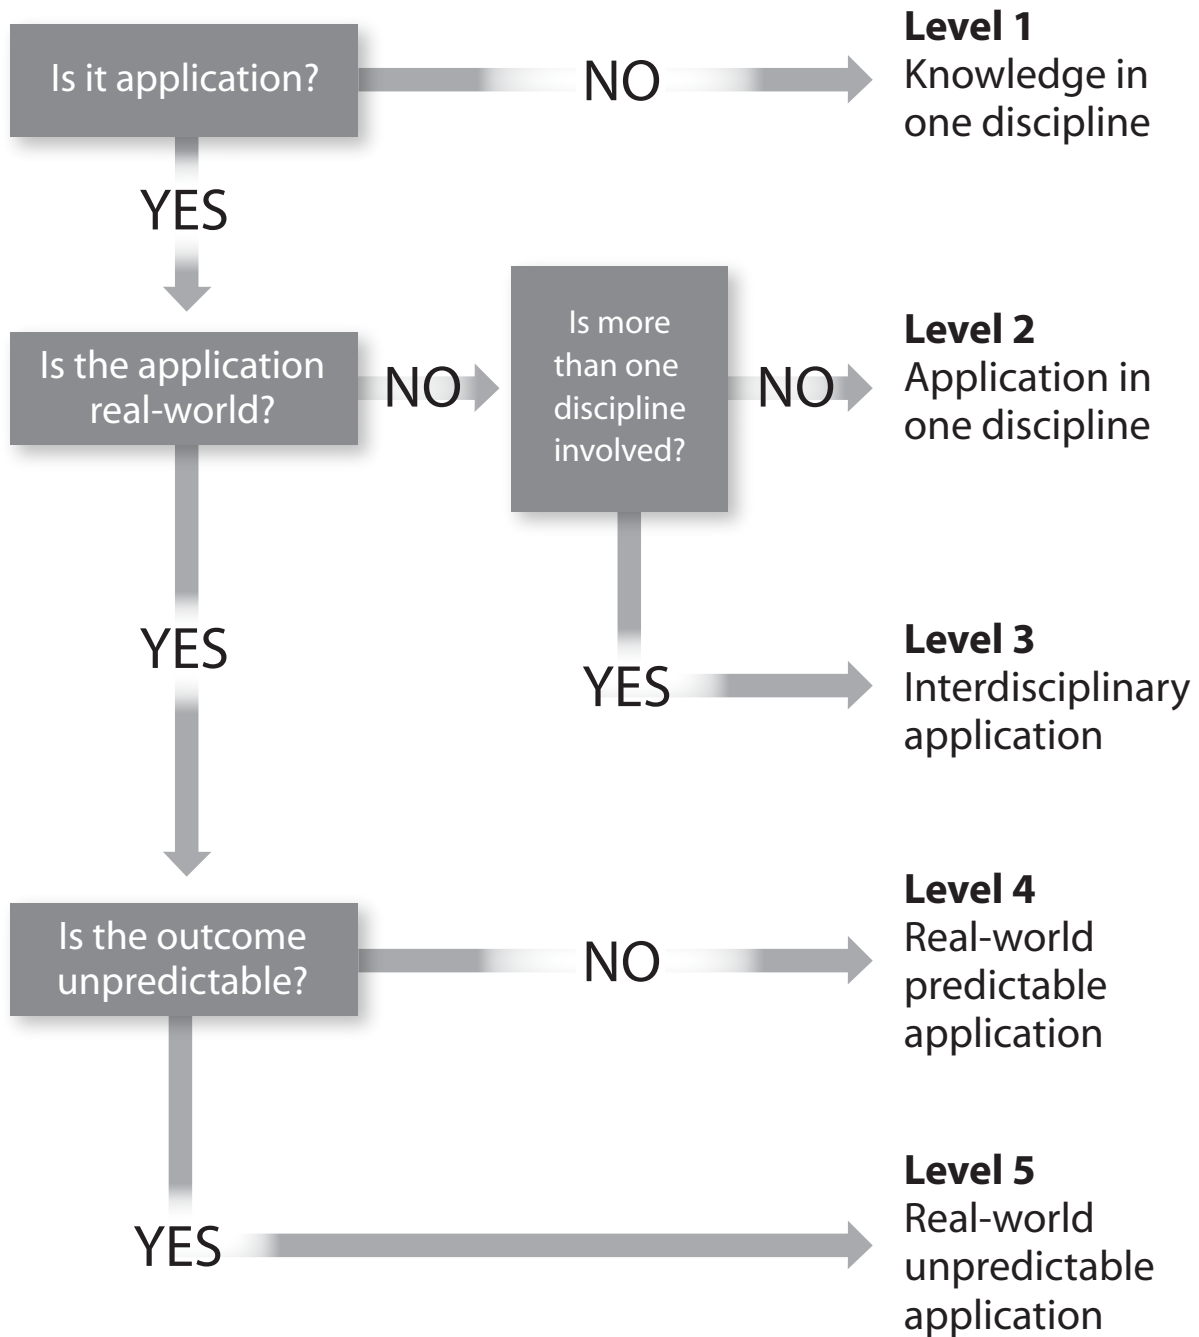 Is it application?
NO
Level 1
Knowledge in
one discipline
YES
Is the application
real-world?
NO
Is more
than one
discipline
involved?
NO
Level 2
Application in
one discipline
YES
Level 3
Interdisciplinary
application
YES
Is the outcome
unpredictable?
NO
Level 4
Real-world
predictable
application
YES
Level 5
Real-world
unpredictable
application